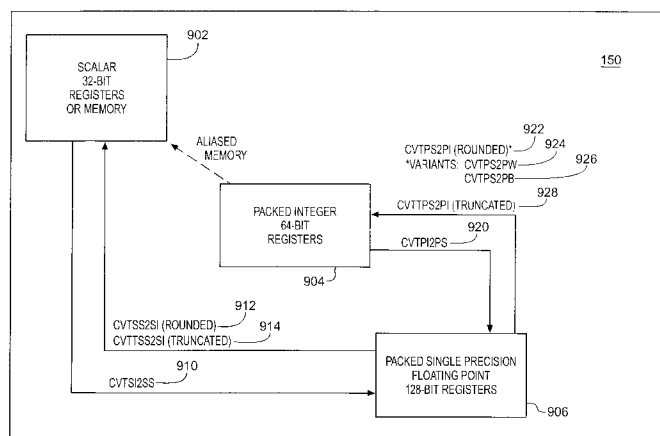 902
SCALAR
32-BIT
REGISTERS
OR MEMORY
150
ALIASED
MEMORY
922
CVTPS2PI (ROUNDED)*
924
*VARIANTS: CVTPS2PW
926
CVTPS2PB
928
CVTTPS2PI (TRUNCATED)
PACKED INTEGER
64-BIT
REGISTERS
920
CVTPI2PS
904
912
CVTSS2SI (ROUNDED)
914
CVTTSS2SI (TRUNCATED)
910
CVTSI2SS
PACKED SINGLE PRECISION
FLOATING POINT
128-BIT REGISTERS
906